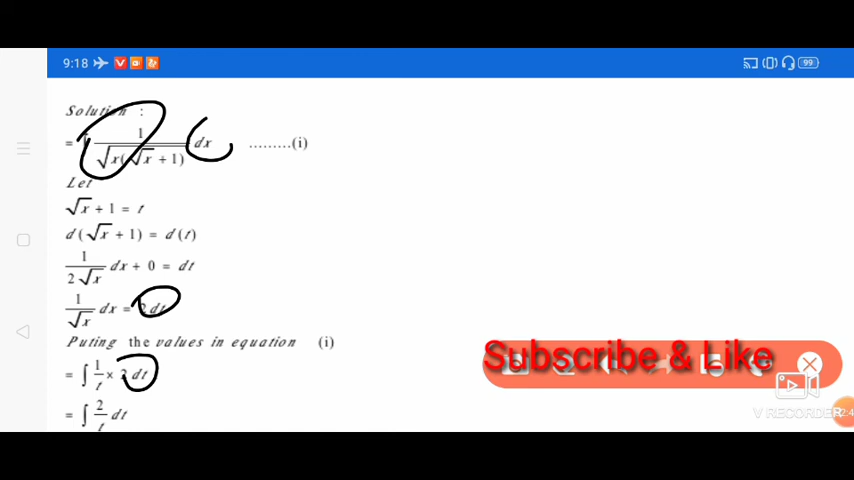 9:18 99
Solution :
= ∫ 1/(√x(√x + 1)) dx .........(i)
Let
√x + 1 = t
d(√x + 1) = d(t)
1/(2√x) dx + 0 = dt
1/√x dx = 2dt
Puting the values in equation (i)
= ∫ 1/t × 2dt
= ∫ 2/t dt
Subscribe & Like
V RECORDER